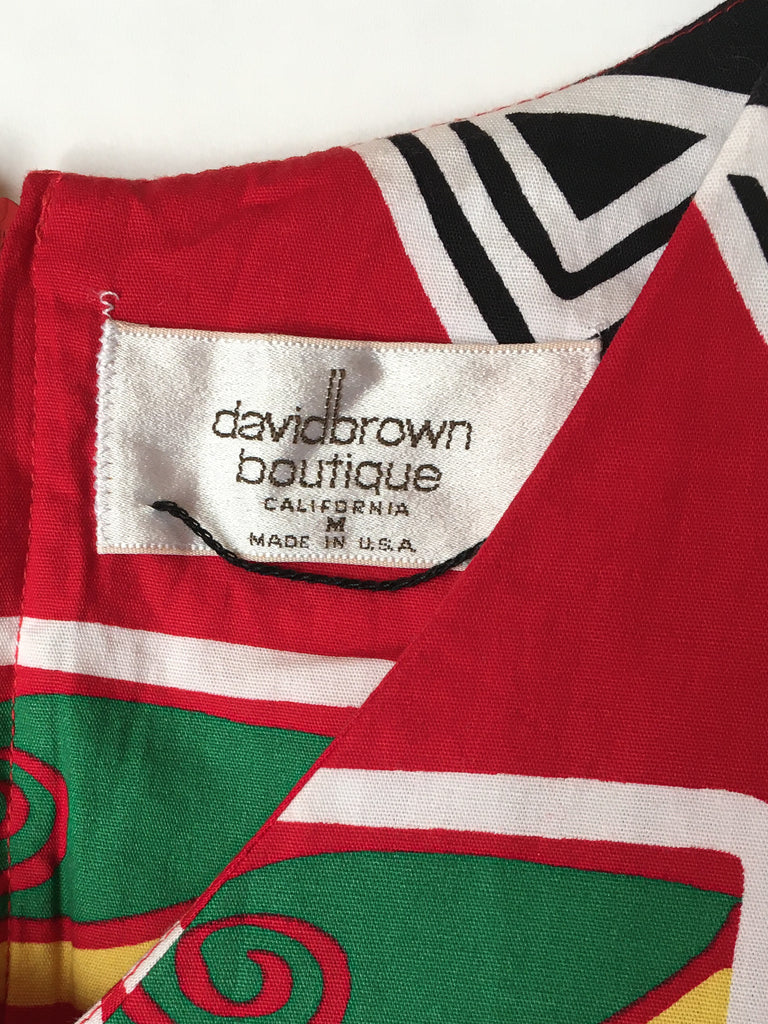 davidbrown
boutique
CALIFORNIA
M
MADE IN U.S.A.